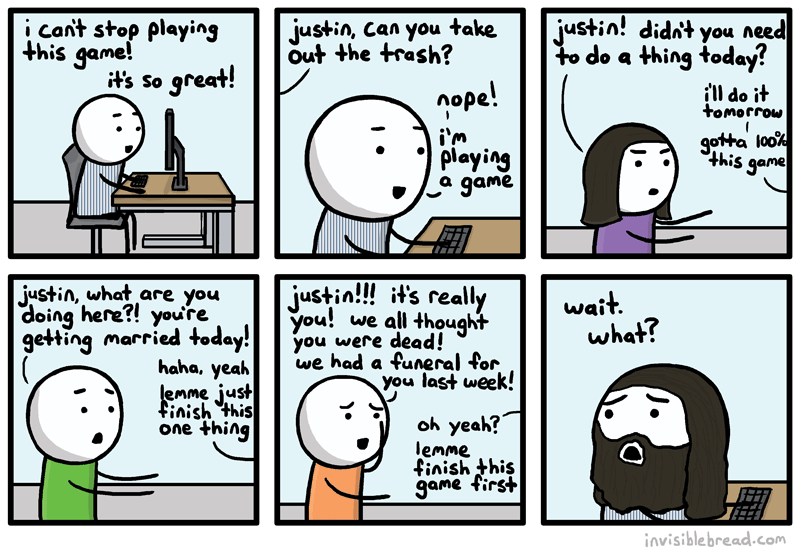 i can't stop playing
this game!
it's so great!
justin, can you take
out the trash?
nope!
i'm
playing
a game
justin! didn't you need
to do a thing today?
i'll do it
tomorrow
gotta 100%
this game
justin, what are you
doing here?! you're
getting married today!
haha, yeah
lemme just
finish this
one thing
justin!!! it's really
you! we all thought
you were dead!
we had a funeral for
you last week!
oh yeah?
lemme
finish this
game first
wait.
what?
invisiblebread.com